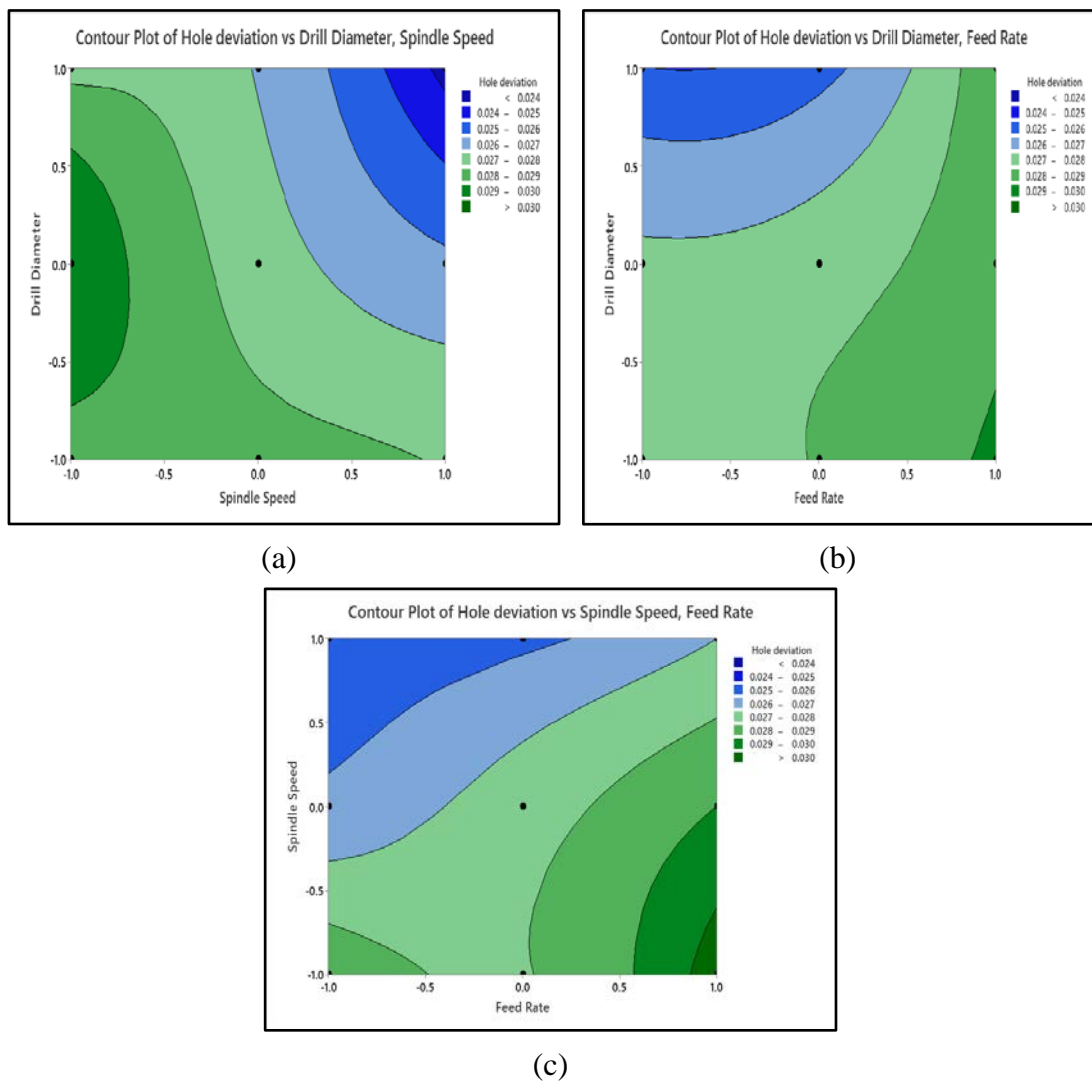 Contour Plot of Hole deviation vs Drill Diameter, Spindle Speed
Hole deviation
< 0.024
0.024 – 0.025
0.025 – 0.026
0.026 – 0.027
0.027 – 0.028
0.028 – 0.029
0.029 – 0.030
> 0.030
Drill Diameter
1.0
0.5
0.0
-0.5
-1.0
-1.0 -0.5 0.0 0.5 1.0
Spindle Speed
(a)
Contour Plot of Hole deviation vs Drill Diameter, Feed Rate
Hole deviation
< 0.024
0.024 – 0.025
0.025 – 0.026
0.026 – 0.027
0.027 – 0.028
0.028 – 0.029
0.029 – 0.030
> 0.030
Drill Diameter
1.0
0.5
0.0
-0.5
-1.0
-1.0 -0.5 0.0 0.5 1.0
Feed Rate
(b)
Contour Plot of Hole deviation vs Spindle Speed, Feed Rate
Hole deviation
< 0.024
0.024 – 0.025
0.025 – 0.026
0.026 – 0.027
0.027 – 0.028
0.028 – 0.029
0.029 – 0.030
> 0.030
Spindle Speed
1.0
0.5
0.0
-0.5
-1.0
-1.0 -0.5 0.0 0.5 1.0
Feed Rate
(c)